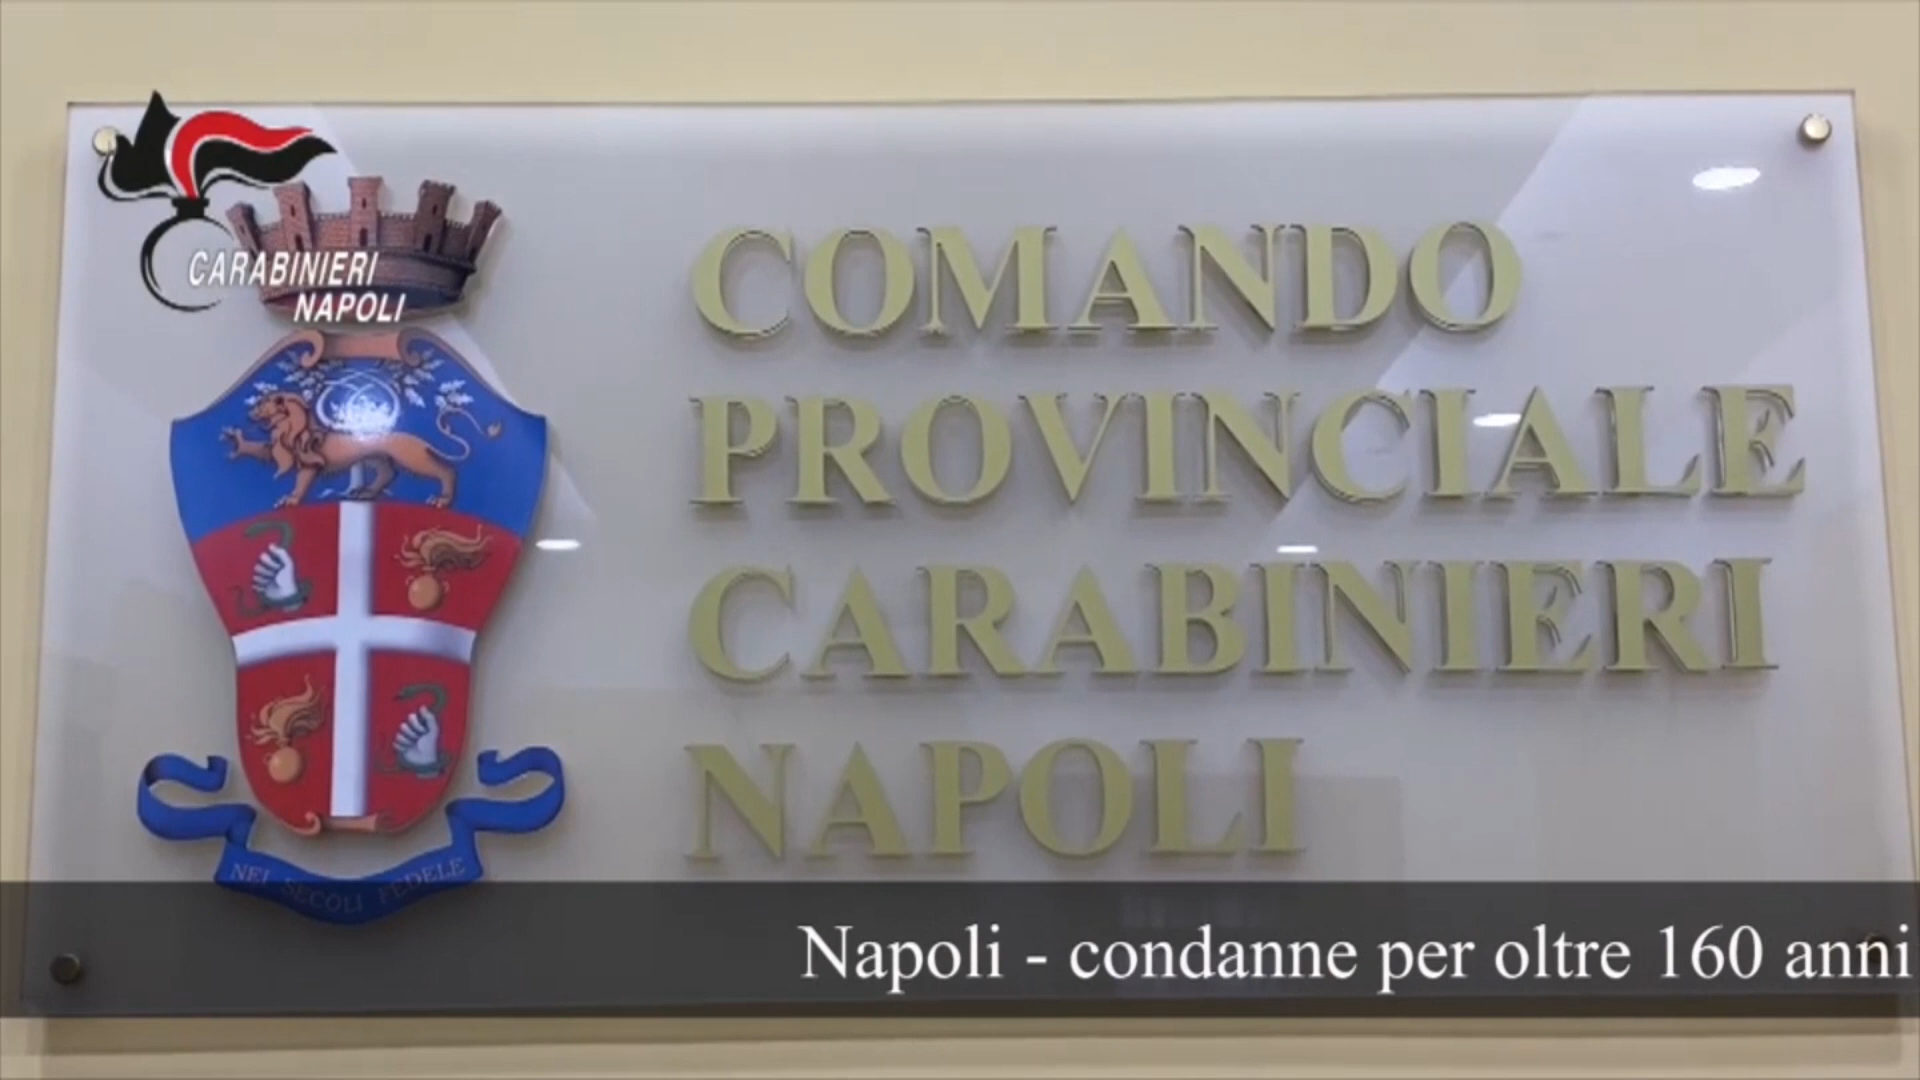 CARABINIERI
NAPOLI
COMANDO
PROVINCIALE
CARABINIERI
NAPOLI
NEI SECOLI FEDELE
Napoli - condanne per oltre 160 anni